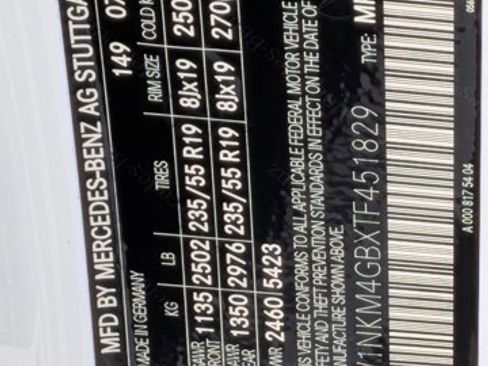 MFD BY MERCEDES-BENZ AG STUTTGA
149 07
MADE IN GERMANY
KG LB TIRES RIM SIZE COLD
GAWR
FRONT 1135 2502 235/55 R19 8Jx19 250
GAWR
REAR 1350 2976 235/55 R19 8Jx19 270
GVWR 2460 5423
THIS VEHICLE CONFORMS TO ALL APPLICABLE FEDERAL MOTOR VEHICLE
SAFETY AND THEFT PREVENTION STANDARDS IN EFFECT ON THE DATE OF
MANUFACTURE SHOWN ABOVE.
W1NKM4GBXTF451829 TYPE: 
A 000 817 54 04